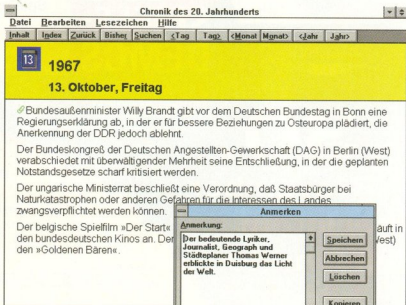 Chronik des 20. Jahrhunderts
Datei Bearbeiten Lesezeichen Hilfe
Inhalt Index Zurück Bisher Suchen <Tag Tag> <Monat Monat> <Jahr Jahr>
13 1967
13. Oktober, Freitag
Bundesaußenminister Willy Brandt gibt vor dem Deutschen Bundestag in Bonn eine
Regierungserklärung ab, in der er für bessere Beziehungen zu Osteuropa plädiert, die
Anerkennung der DDR jedoch ablehnt.
Der Bundeskongreß der Deutschen Angestellten-Gewerkschaft (DAG) in Berlin (West)
verabschiedet mit überwältigender Mehrheit seine Entschließung, in der die geplanten
Notstandsgesetze scharf kritisiert werden.
Der ungarische Ministerrat beschließt eine Verordnung, daß Staatsbürger bei
Naturkatastrophen oder anderen Gefahren für die Interessen des Landes
zwangsverpflichtet werden können.
Der belgische Spielfilm »Der Start«
den bundesdeutschen Kinos an. Der
den »Goldenen Bären«.
äuft in
West)
Anmerken
Anmerkung:
Der bedeutende Lyriker,
Journalist, Geograph und
Städteplaner Thomas Werner
erblickte in Duisburg das Licht
der Welt.
Speichern
Abbrechen
Löschen
Kopieren